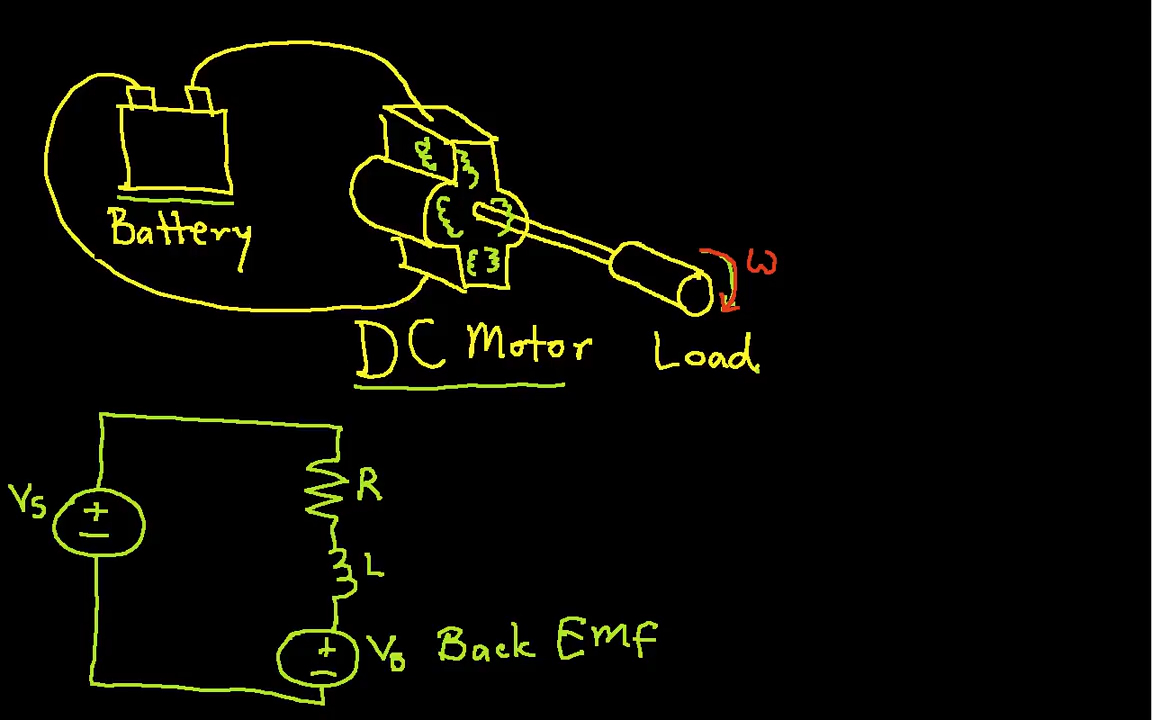 Battery
ω
DC Motor
Load
Vs
+
−
R
L
+
−
VB
Back Emf